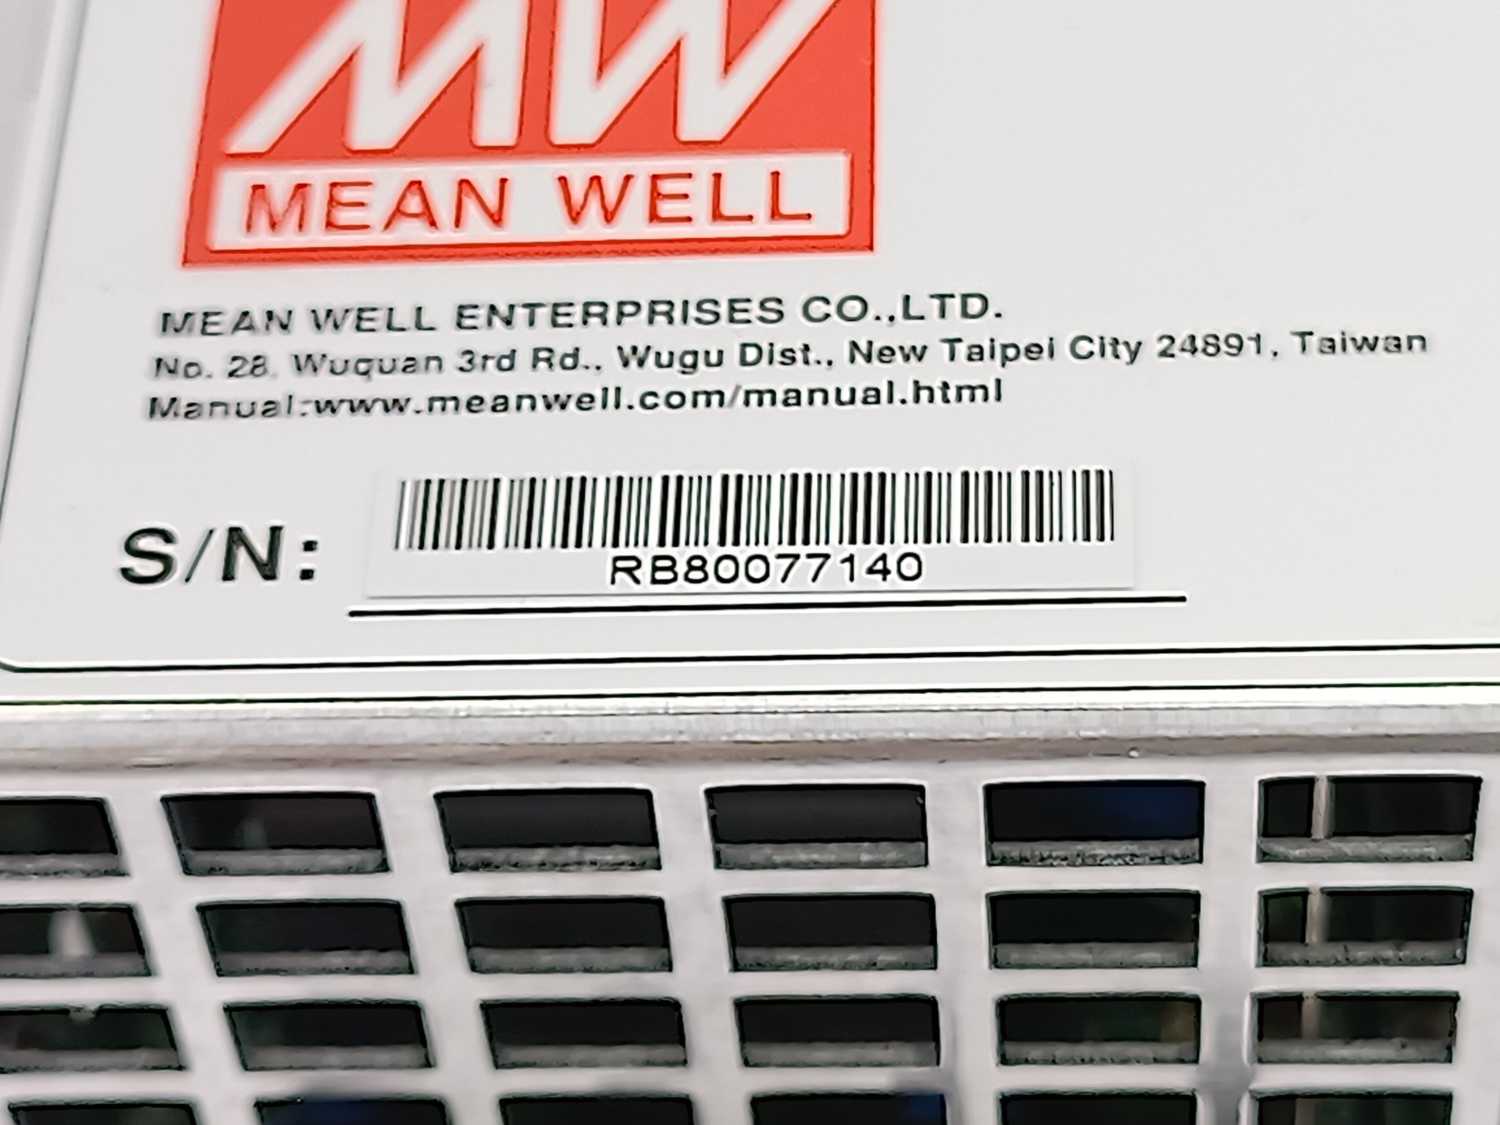 MW
MEAN WELL
MEAN WELL ENTERPRISES CO.,LTD.
No. 28, Wuquan 3rd Rd., Wugu Dist., New Taipei City 24891, Taiwan
Manual:www.meanwell.com/manual.html
S/N:
RB80077140